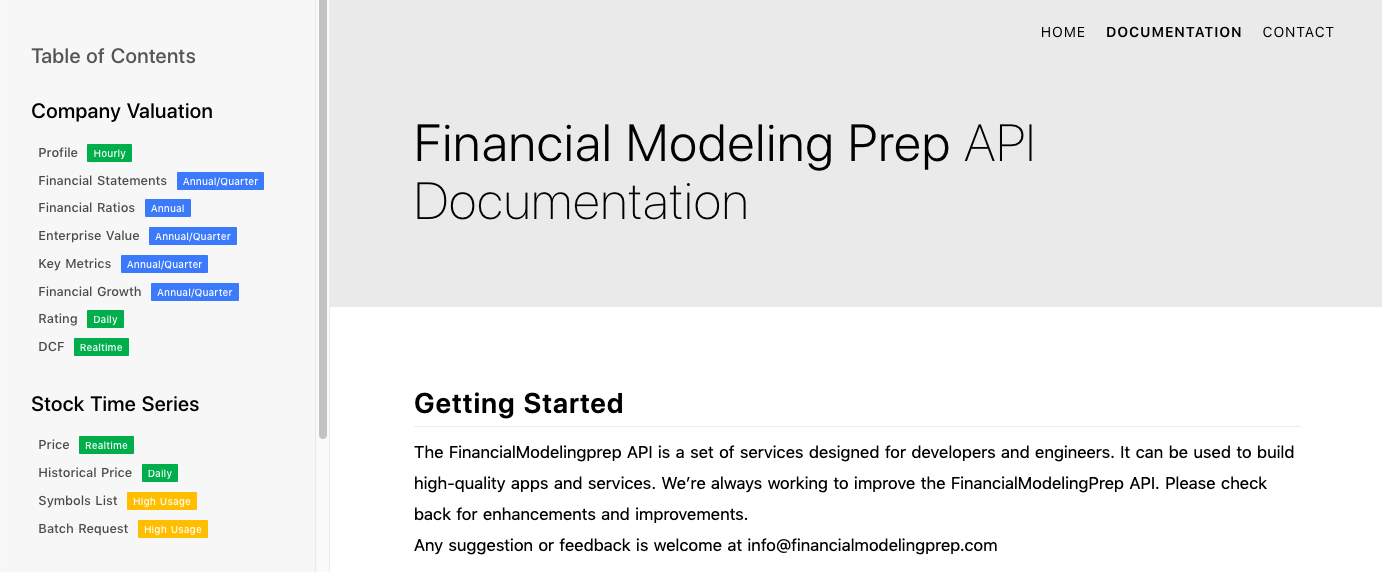 Table of Contents
Company Valuation
Profile Hourly
Financial Statements Annual/Quarter
Financial Ratios Annual
Enterprise Value Annual/Quarter
Key Metrics Annual/Quarter
Financial Growth Annual/Quarter
Rating Daily
DCF Realtime
Stock Time Series
Price Realtime
Historical Price Daily
Symbols List High Usage
Batch Request High Usage
HOME DOCUMENTATION CONTACT
Financial Modeling Prep API
Documentation
Getting Started
The FinancialModelingprep API is a set of services designed for developers and engineers. It can be used to build
high-quality apps and services. We’re always working to improve the FinancialModelingPrep API. Please check
back for enhancements and improvements.
Any suggestion or feedback is welcome at info@financialmodelingprep.com